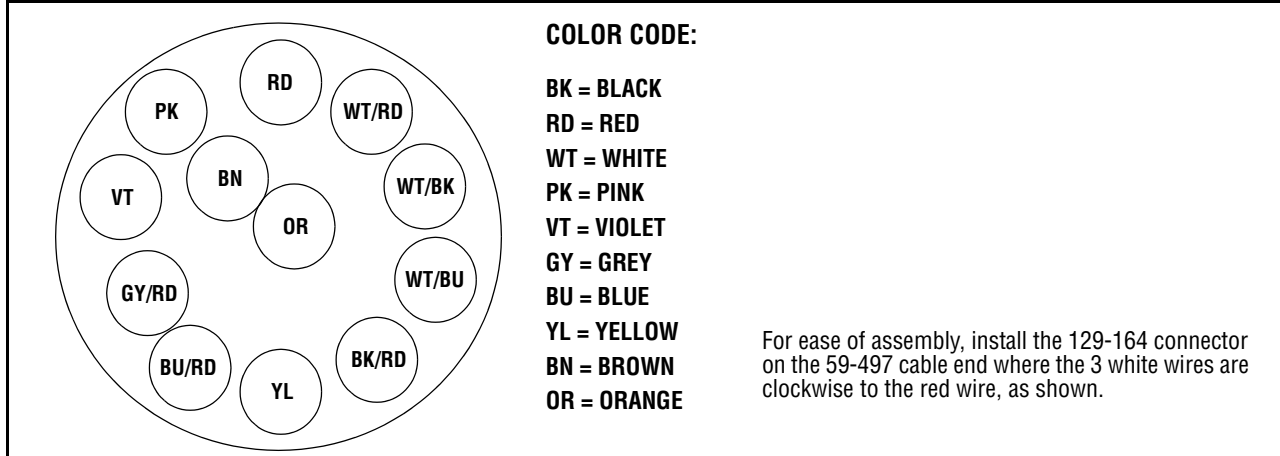 RD
PK
WT/RD
BN
WT/BK
VT
OR
WT/BU
GY/RD
BK/RD
BU/RD
YL
COLOR CODE:
BK = BLACK
RD = RED
WT = WHITE
PK = PINK
VT = VIOLET
GY = GREY
BU = BLUE
YL = YELLOW
BN = BROWN
OR = ORANGE
For ease of assembly, install the 129-164 connector
on the 59-497 cable end where the 3 white wires are
clockwise to the red wire, as shown.